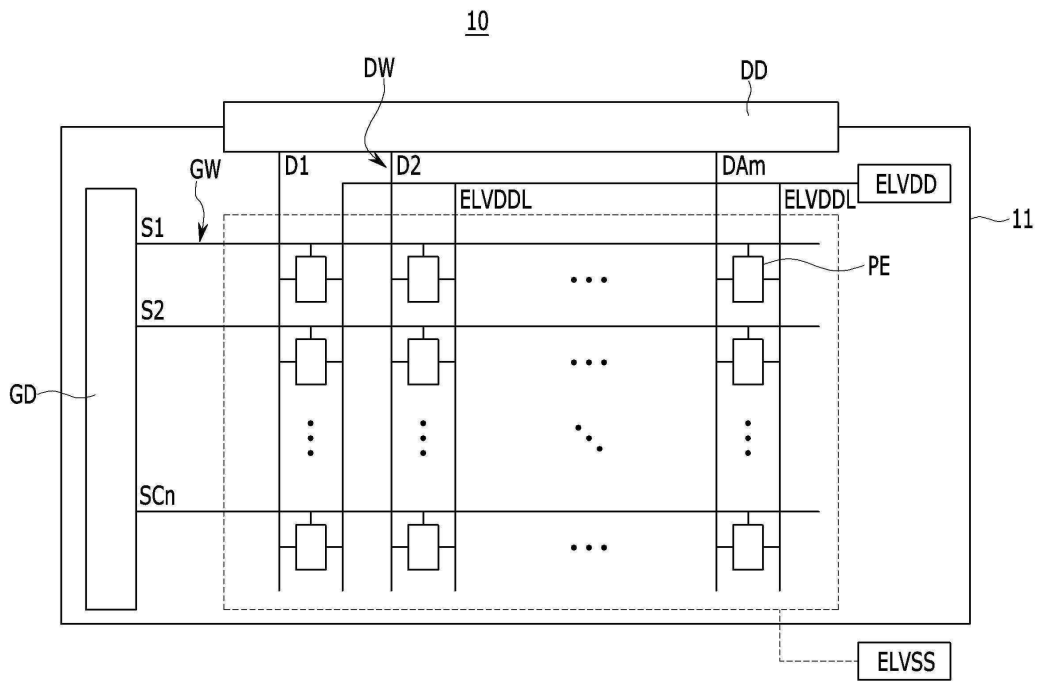 10
DW
DD
GW
D1
D2
DAm
ELVDD
ELVDDL
ELVDDL
11
S1
PE
S2
GD
SCn
ELVSS